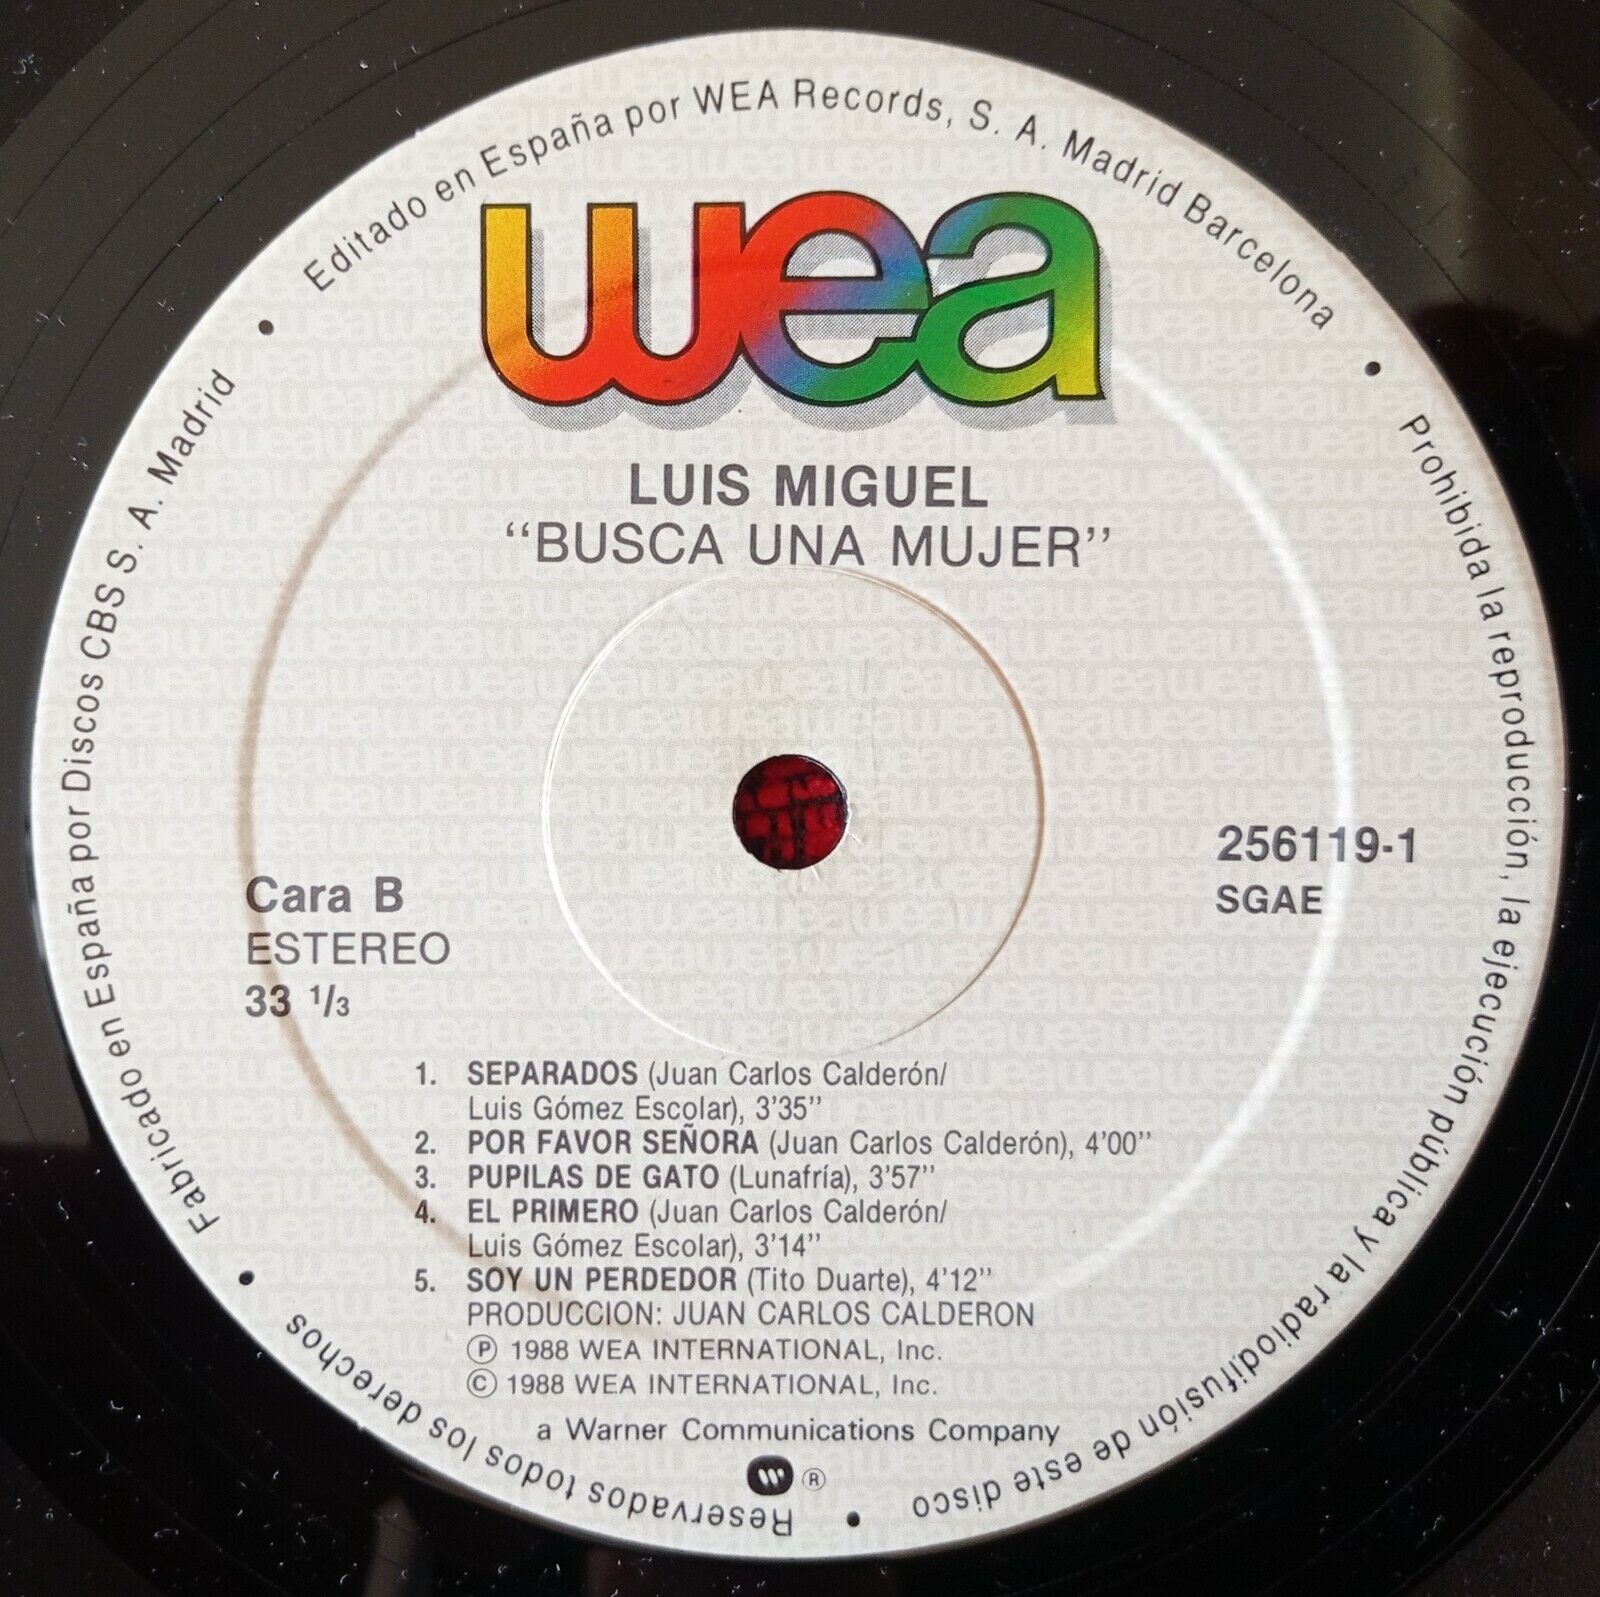 Editado en España por WEA Records, S. A. Madrid Barcelona
wea
LUIS MIGUEL
“BUSCA UNA MUJER”
256119-1
SGAE
Cara B
ESTEREO
33 1/3
1. SEPARADOS (Juan Carlos Calderón/
Luis Gómez Escolar), 3'35''
2. POR FAVOR SEÑORA (Juan Carlos Calderón), 4'00''
3. PUPILAS DE GATO (Lunafría), 3'57''
4. EL PRIMERO (Juan Carlos Calderón/
Luis Gómez Escolar), 3'14''
5. SOY UN PERDEDOR (Tito Duarte), 4'12''
PRODUCCION: JUAN CARLOS CALDERON
Ⓟ 1988 WEA INTERNATIONAL, Inc.
© 1988 WEA INTERNATIONAL, Inc.
a Warner Communications Company
®
Prohibida la reproducción, la ejecución pública y la radiodifusión de este disco
Reservados todos los derechos
Fabricado en España por Discos CBS S. A. Madrid